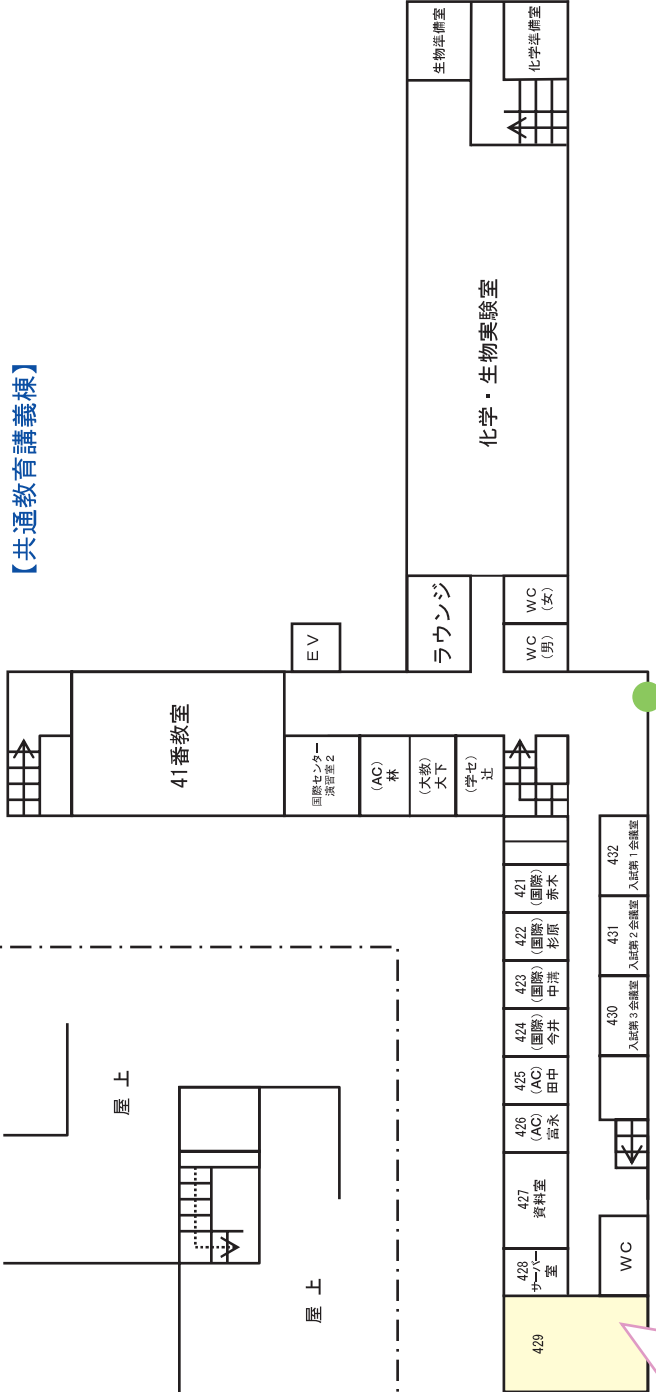 【共通教育講義棟】
生物準備室
化学準備室
化学・生物実験室
ラウンジ
WC
(女)
WC
(男)
EV
41番教室
国際センター
演習室2
(AC)
林
(大教)
大下
(学セ)
辻
421
(国際)
赤木
422
(国際)
杉原
423
(国際)
中溝
424
(国際)
今井
425
(AC)
田中
426
(AC)
富永
427
資料室
428
サーバー
室
429
432
入試第1会議室
431
入試第2会議室
430
入試第3会議室
WC
屋上
屋上